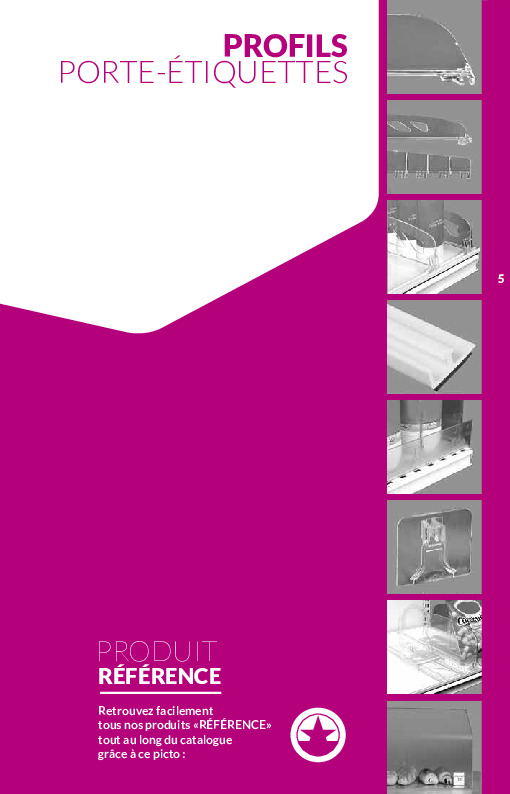 PROFILS
PORTE-ÉTIQUETTES
5
PRODUIT
RÉFÉRENCE
Retrouvez facilement
tous nos produits «RÉFÉRENCE»
tout au long du catalogue
grâce à ce picto :